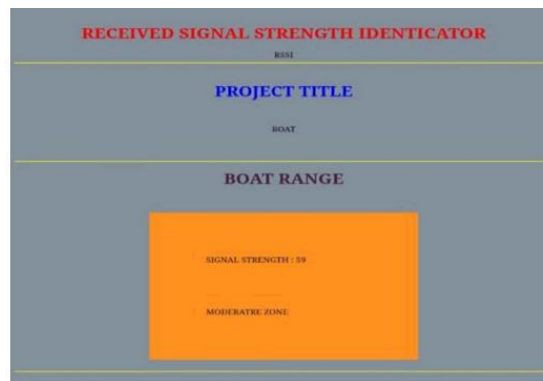 RECEIVED SIGNAL STRENGTH IDENTICATOR
RSSI
PROJECT TITLE
BOAT
BOAT RANGE
SIGNAL STRENGTH : 59
MODERATRE ZONE